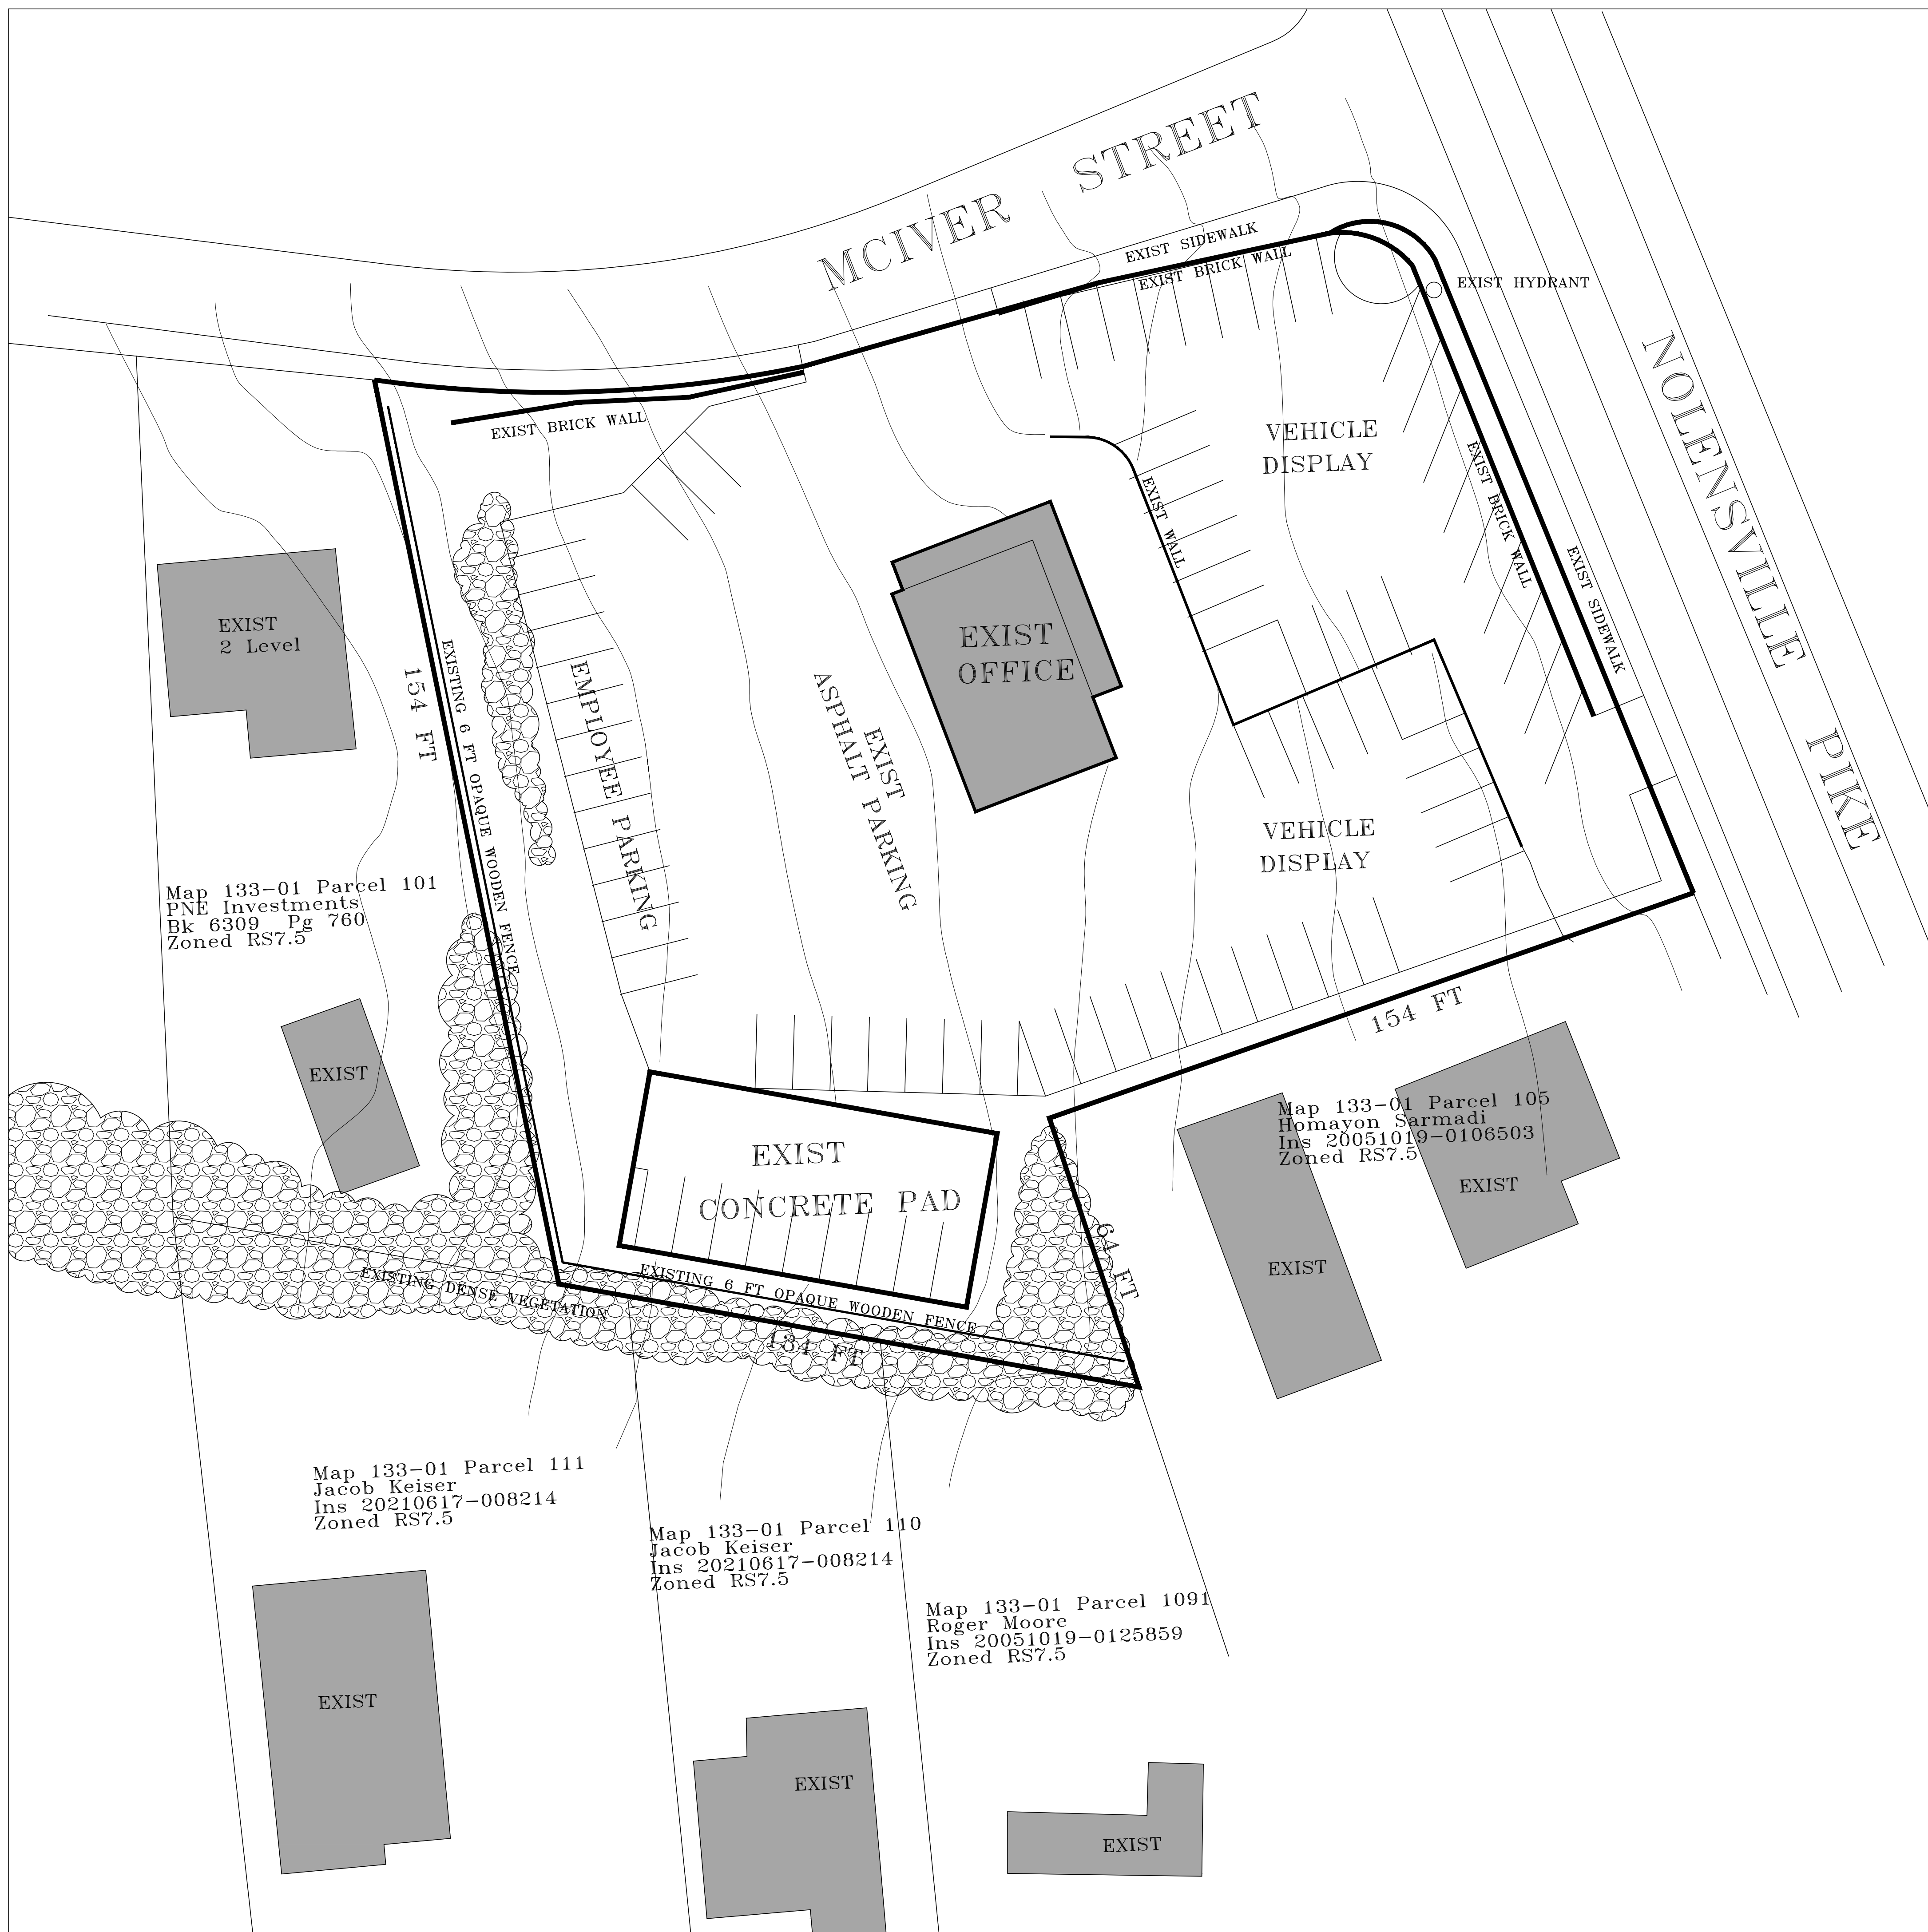 MCIVER STREET
EXIST SIDEWALK
EXIST BRICK WALL
EXIST HYDRANT
NOLENSVILLE PIKE
EXIST BRICK WALL
VEHICLE
DISPLAY
EXIST WALL
EXIST BRICK WALL
EXIST SIDEWALK
EXIST
2 Level
154 FT
EXISTING 6 FT OPAQUE WOODEN FENCE
EMPLOYEE PARKING
EXIST
ASPHALT PARKING
EXIST
OFFICE
VEHICLE
DISPLAY
Map 133-01 Parcel 101
PNE Investments
Bk 6309 Pg 760
Zoned RS7.5
EXIST
154 FT
Map 133-01 Parcel 105
Homayon Sarmadi
Ins 20051019-0106503
Zoned RS7.5
EXIST
EXIST
EXIST
CONCRETE PAD
64 FT
EXISTING DENSE VEGETATION
EXISTING 6 FT OPAQUE WOODEN FENCE
134 FT
Map 133-01 Parcel 111
Jacob Keiser
Ins 20210617-008214
Zoned RS7.5
Map 133-01 Parcel 110
Jacob Keiser
Ins 20210617-008214
Zoned RS7.5
Map 133-01 Parcel 1091
Roger Moore
Ins 20051019-0125859
Zoned RS7.5
EXIST
EXIST
EXIST